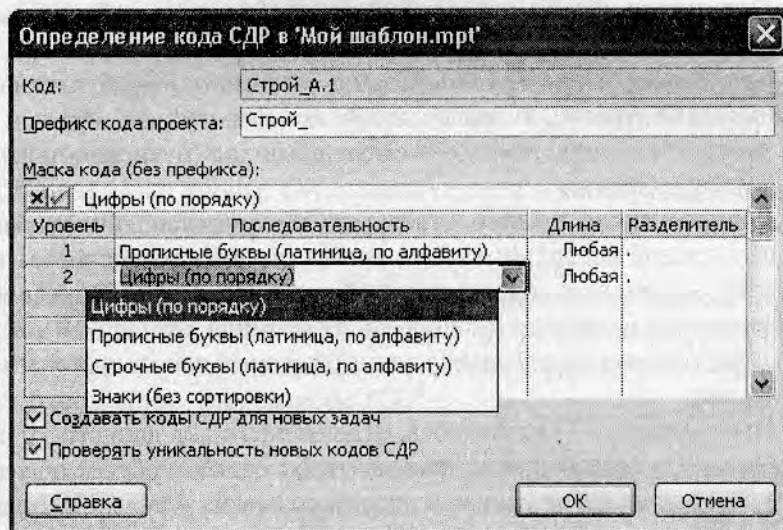 Определение кода СДР в 'Мой шаблон.mpt'
Код: Строй_А.1
Префикс кода проекта: Строй_
Маска кода (без префикса):
Цифры (по порядку)
Уровень Последовательность Длина Разделитель
1 Прописные буквы (латиница, по алфавиту) Любая .
2 Цифры (по порядку) Любая .
Цифры (по порядку)
Прописные буквы (латиница, по алфавиту)
Строчные буквы (латиница, по алфавиту)
Знаки (без сортировки)
Создавать коды СДР для новых задач
Проверять уникальность новых кодов СДР
Справка ОК Отмена